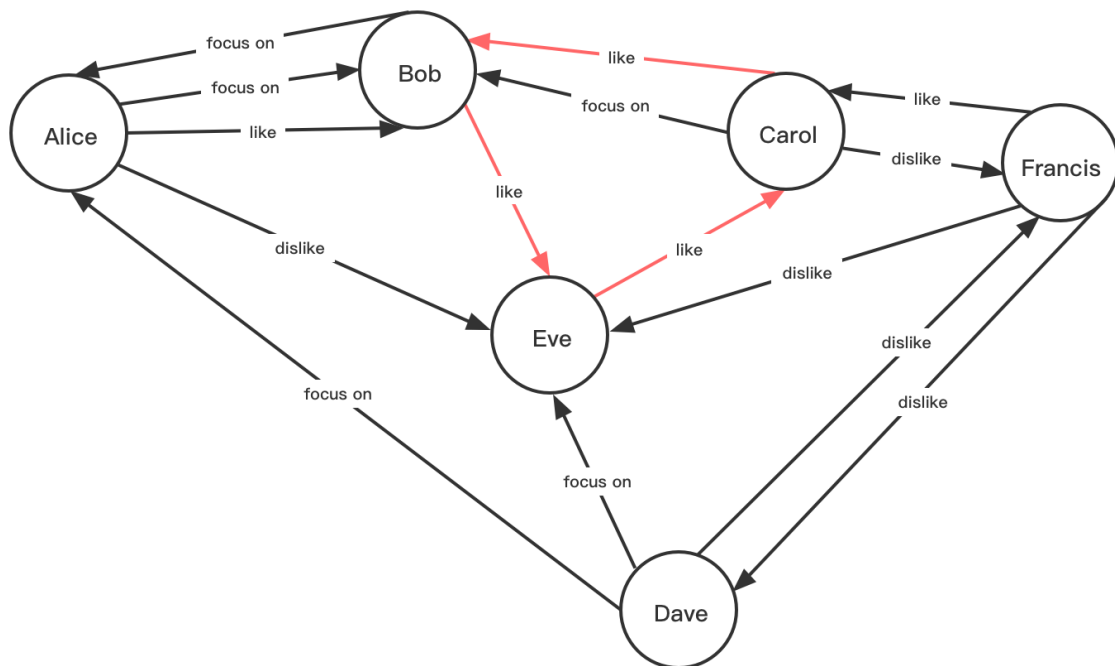 focus on
Bob
like
focus on
focus on
like
Alice
like
Carol
dislike
Francis
like
dislike
like
dislike
Eve
dislike
focus on
dislike
focus on
Dave